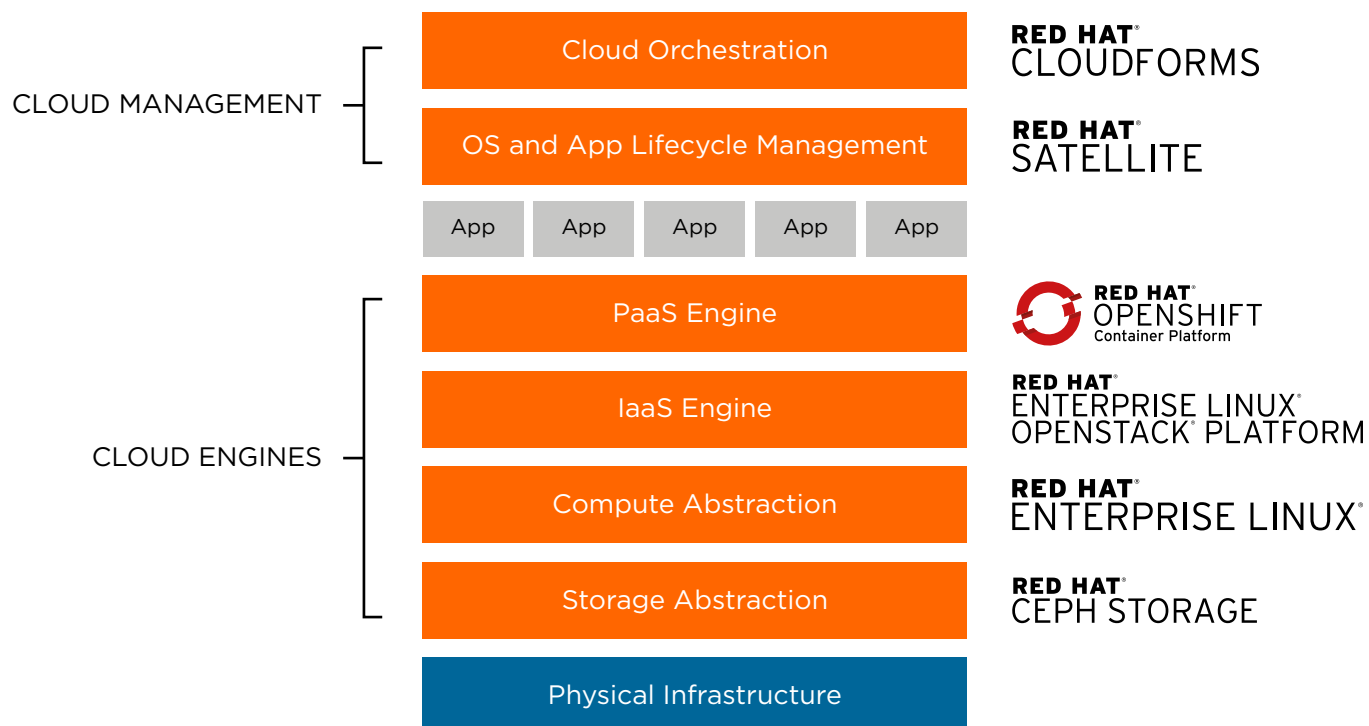 Cloud Orchestration
RED HAT®
CLOUDFORMS
CLOUD MANAGEMENT
OS and App Lifecycle Management
RED HAT®
SATELLITE
App App App App App
PaaS Engine
RED HAT®
OPENSHIFT
Container Platform
IaaS Engine
RED HAT®
ENTERPRISE LINUX®
OPENSTACK® PLATFORM
CLOUD ENGINES
Compute Abstraction
RED HAT®
ENTERPRISE LINUX®
Storage Abstraction
RED HAT®
CEPH STORAGE
Physical Infrastructure